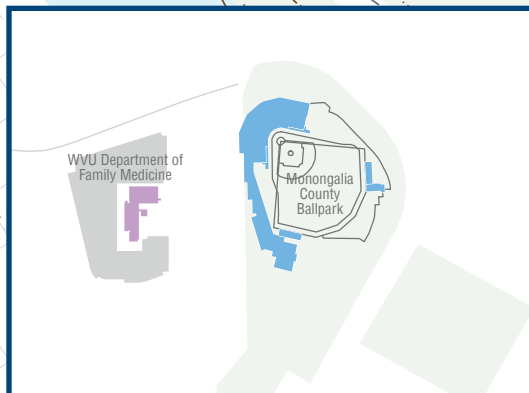 WVU Department of
Family Medicine
Monongalia
County
Ballpark